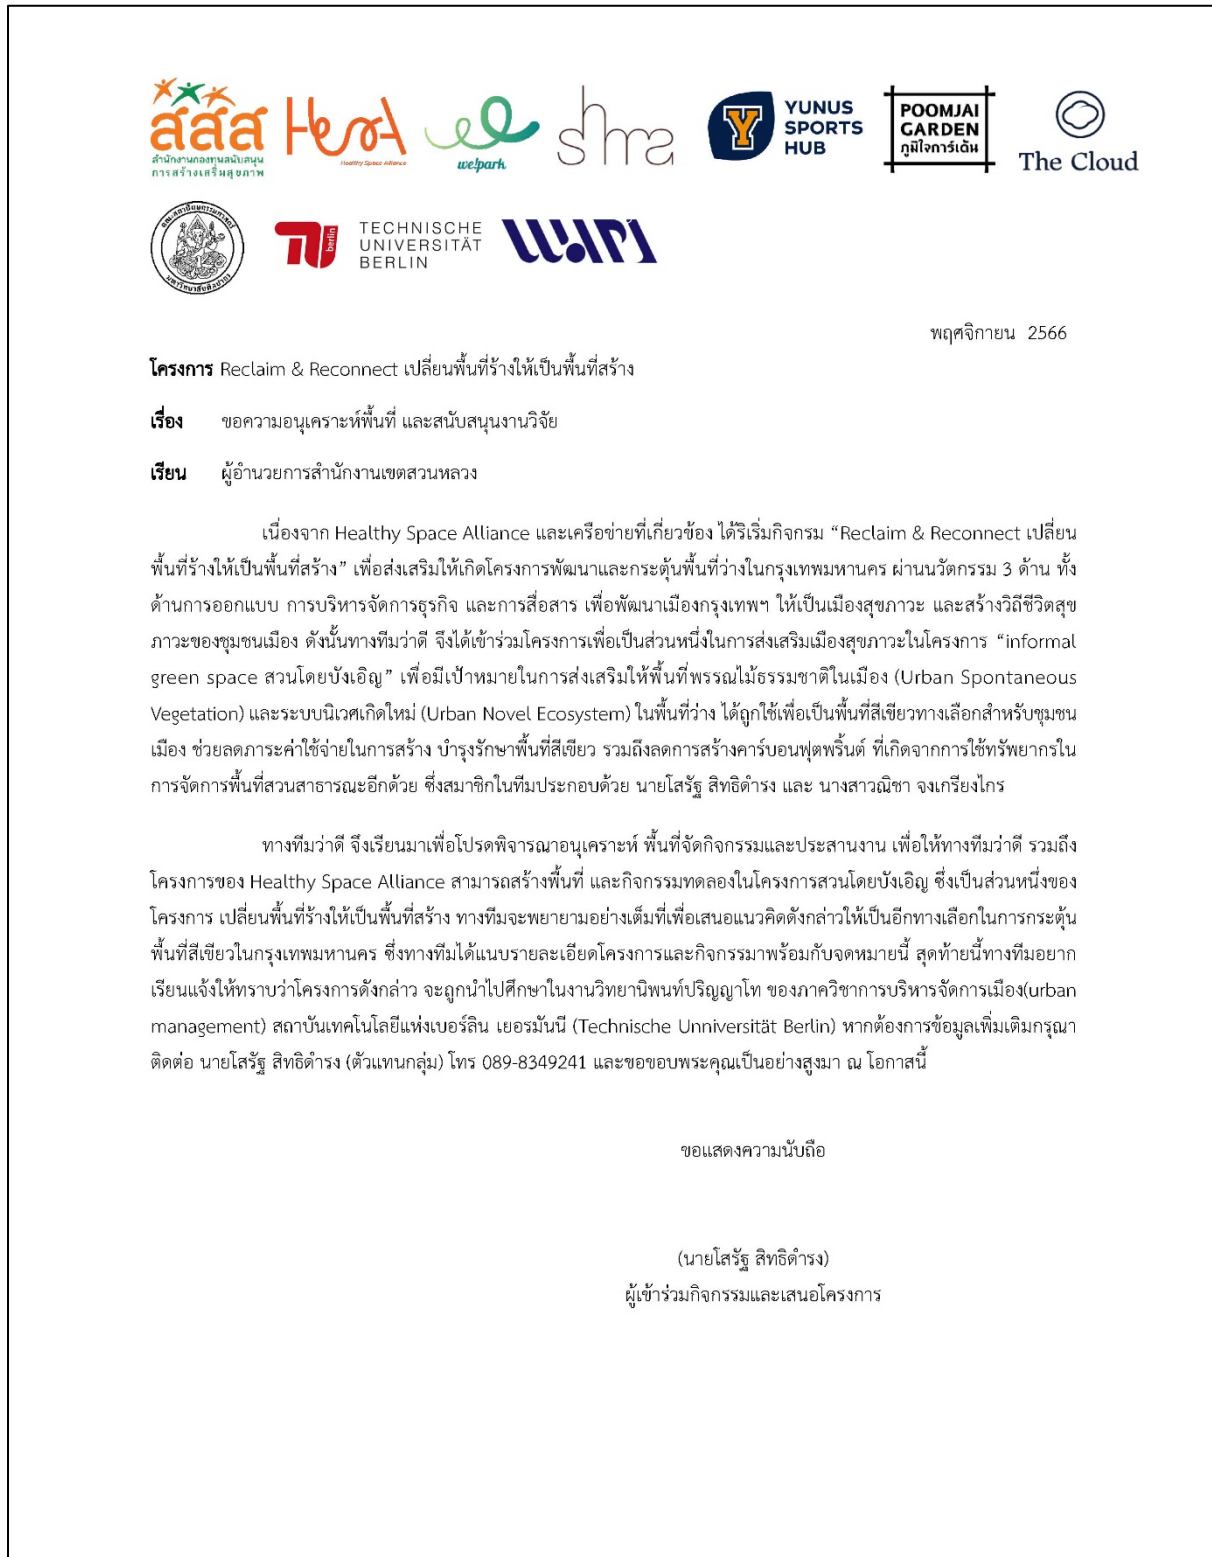 สสส
สำนักงานกองทุนสนับสนุน
การสร้างเสริมสุขภาพ
HeSA
Healthy Space Alliance
we!park
shma
YUNUS
SPORTS
HUB
POOMJAI
GARDEN
ภูมิใจการ์เด้น
The Cloud
คณะสถาปัตยกรรมศาสตร์
มหาวิทยาลัยศิลปากร
berlin
TECHNISCHE
UNIVERSITÄT
BERLIN
พฤศจิกายน 2566
โครงการ Reclaim & Reconnect เปลี่ยนพื้นที่ร้างให้เป็นพื้นที่สร้าง
เรื่อง ขอความอนุเคราะห์พื้นที่ และสนับสนุนงานวิจัย
เรียน ผู้อำนวยการสำนักงานเขตสวนหลวง
เนื่องจาก Healthy Space Alliance และเครือข่ายที่เกี่ยวข้อง ได้ริเริ่มกิจกรรม “Reclaim & Reconnect เปลี่ยน
พื้นที่ร้างให้เป็นพื้นที่สร้าง” เพื่อส่งเสริมให้เกิดโครงการพัฒนาและกระตุ้นพื้นที่ว่างในกรุงเทพมหานคร ผ่านนวัตกรรม 3 ด้าน ทั้ง
ด้านการออกแบบ การบริหารจัดการธุรกิจ และการสื่อสาร เพื่อพัฒนาเมืองกรุงเทพฯ ให้เป็นเมืองสุขภาวะ และสร้างวิถีชีวิตสุข
ภาวะของชุมชนเมือง ดังนั้นทางทีมว่าดี จึงได้เข้าร่วมโครงการเพื่อเป็นส่วนหนึ่งในการส่งเสริมเมืองสุขภาวะในโครงการ “informal
green space สวนโดยบังเอิญ” เพื่อมีเป้าหมายในการส่งเสริมให้พื้นที่พรรณไม้ธรรมชาติในเมือง (Urban Spontaneous
Vegetation) และระบบนิเวศเกิดใหม่ (Urban Novel Ecosystem) ในพื้นที่ว่าง ได้ถูกใช้เพื่อเป็นพื้นที่สีเขียวทางเลือกสำหรับชุมชน
เมือง ช่วยลดภาระค่าใช้จ่ายในการสร้าง บำรุงรักษาพื้นที่สีเขียว รวมถึงลดการสร้างคาร์บอนฟุตพริ้นต์ ที่เกิดจากการใช้ทรัพยากรใน
การจัดการพื้นที่สวนสาธารณะอีกด้วย ซึ่งสมาชิกในทีมประกอบด้วย นายโสรัฐ สิทธิดำรง และ นางสาวณิชา จงเกรียงไกร
ทางทีมว่าดี จึงเรียนมาเพื่อโปรดพิจารณาอนุเคราะห์ พื้นที่จัดกิจกรรมและประสานงาน เพื่อให้ทางทีมว่าดี รวมถึง
โครงการของ Healthy Space Alliance สามารถสร้างพื้นที่ และกิจกรรมทดลองในโครงการสวนโดยบังเอิญ ซึ่งเป็นส่วนหนึ่งของ
โครงการ เปลี่ยนพื้นที่ร้างให้เป็นพื้นที่สร้าง ทางทีมจะพยายามอย่างเต็มที่เพื่อเสนอแนวคิดดังกล่าวให้เป็นอีกทางเลือกในการกระตุ้น
พื้นที่สีเขียวในกรุงเทพมหานคร ซึ่งทางทีมได้แนบรายละเอียดโครงการและกิจกรรมมาพร้อมกับจดหมายนี้ สุดท้ายนี้ทางทีมอยาก
เรียนแจ้งให้ทราบว่าโครงการดังกล่าว จะถูกนำไปศึกษาในงานวิทยานิพนท์ปริญญาโท ของภาควิชาการบริหารจัดการเมือง(urban
management) สถาบันเทคโนโลยีแห่งเบอร์ลิน เยอรมันนี (Technische Unniversität Berlin) หากต้องการข้อมูลเพิ่มเติมกรุณา
ติดต่อ นายโสรัฐ สิทธิดำรง (ตัวแทนกลุ่ม) โทร 089-8349241 และขอขอบพระคุณเป็นอย่างสูงมา ณ โอกาสนี้
ขอแสดงความนับถือ
(นายโสรัฐ สิทธิดำรง)
ผู้เข้าร่วมกิจกรรมและเสนอโครงการ